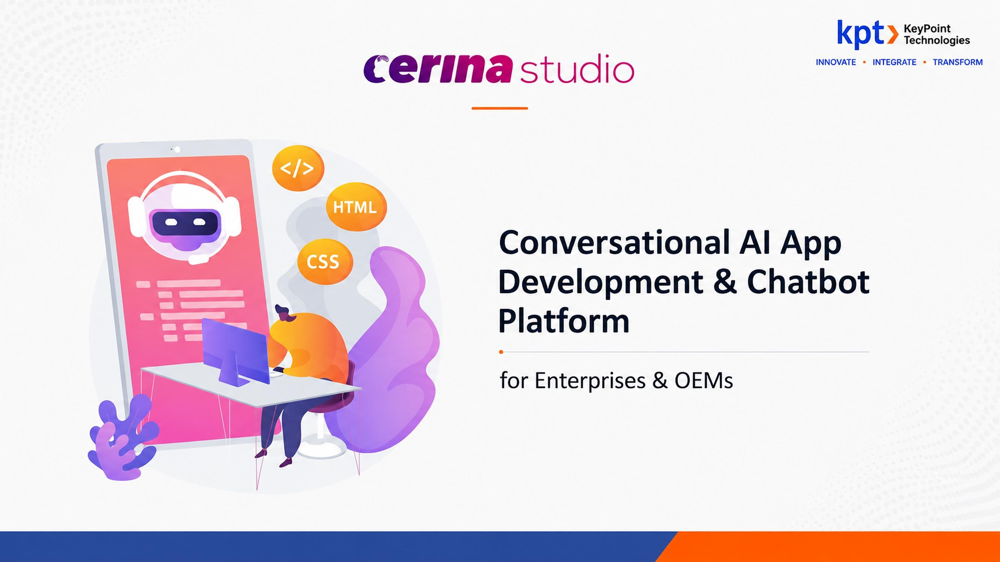 kpt KeyPoint
Technologies
INNOVATE • INTEGRATE • TRANSFORM
cerina studio
</>
HTML
CSS
Conversational AI App
Development & Chatbot
Platform
for Enterprises & OEMs